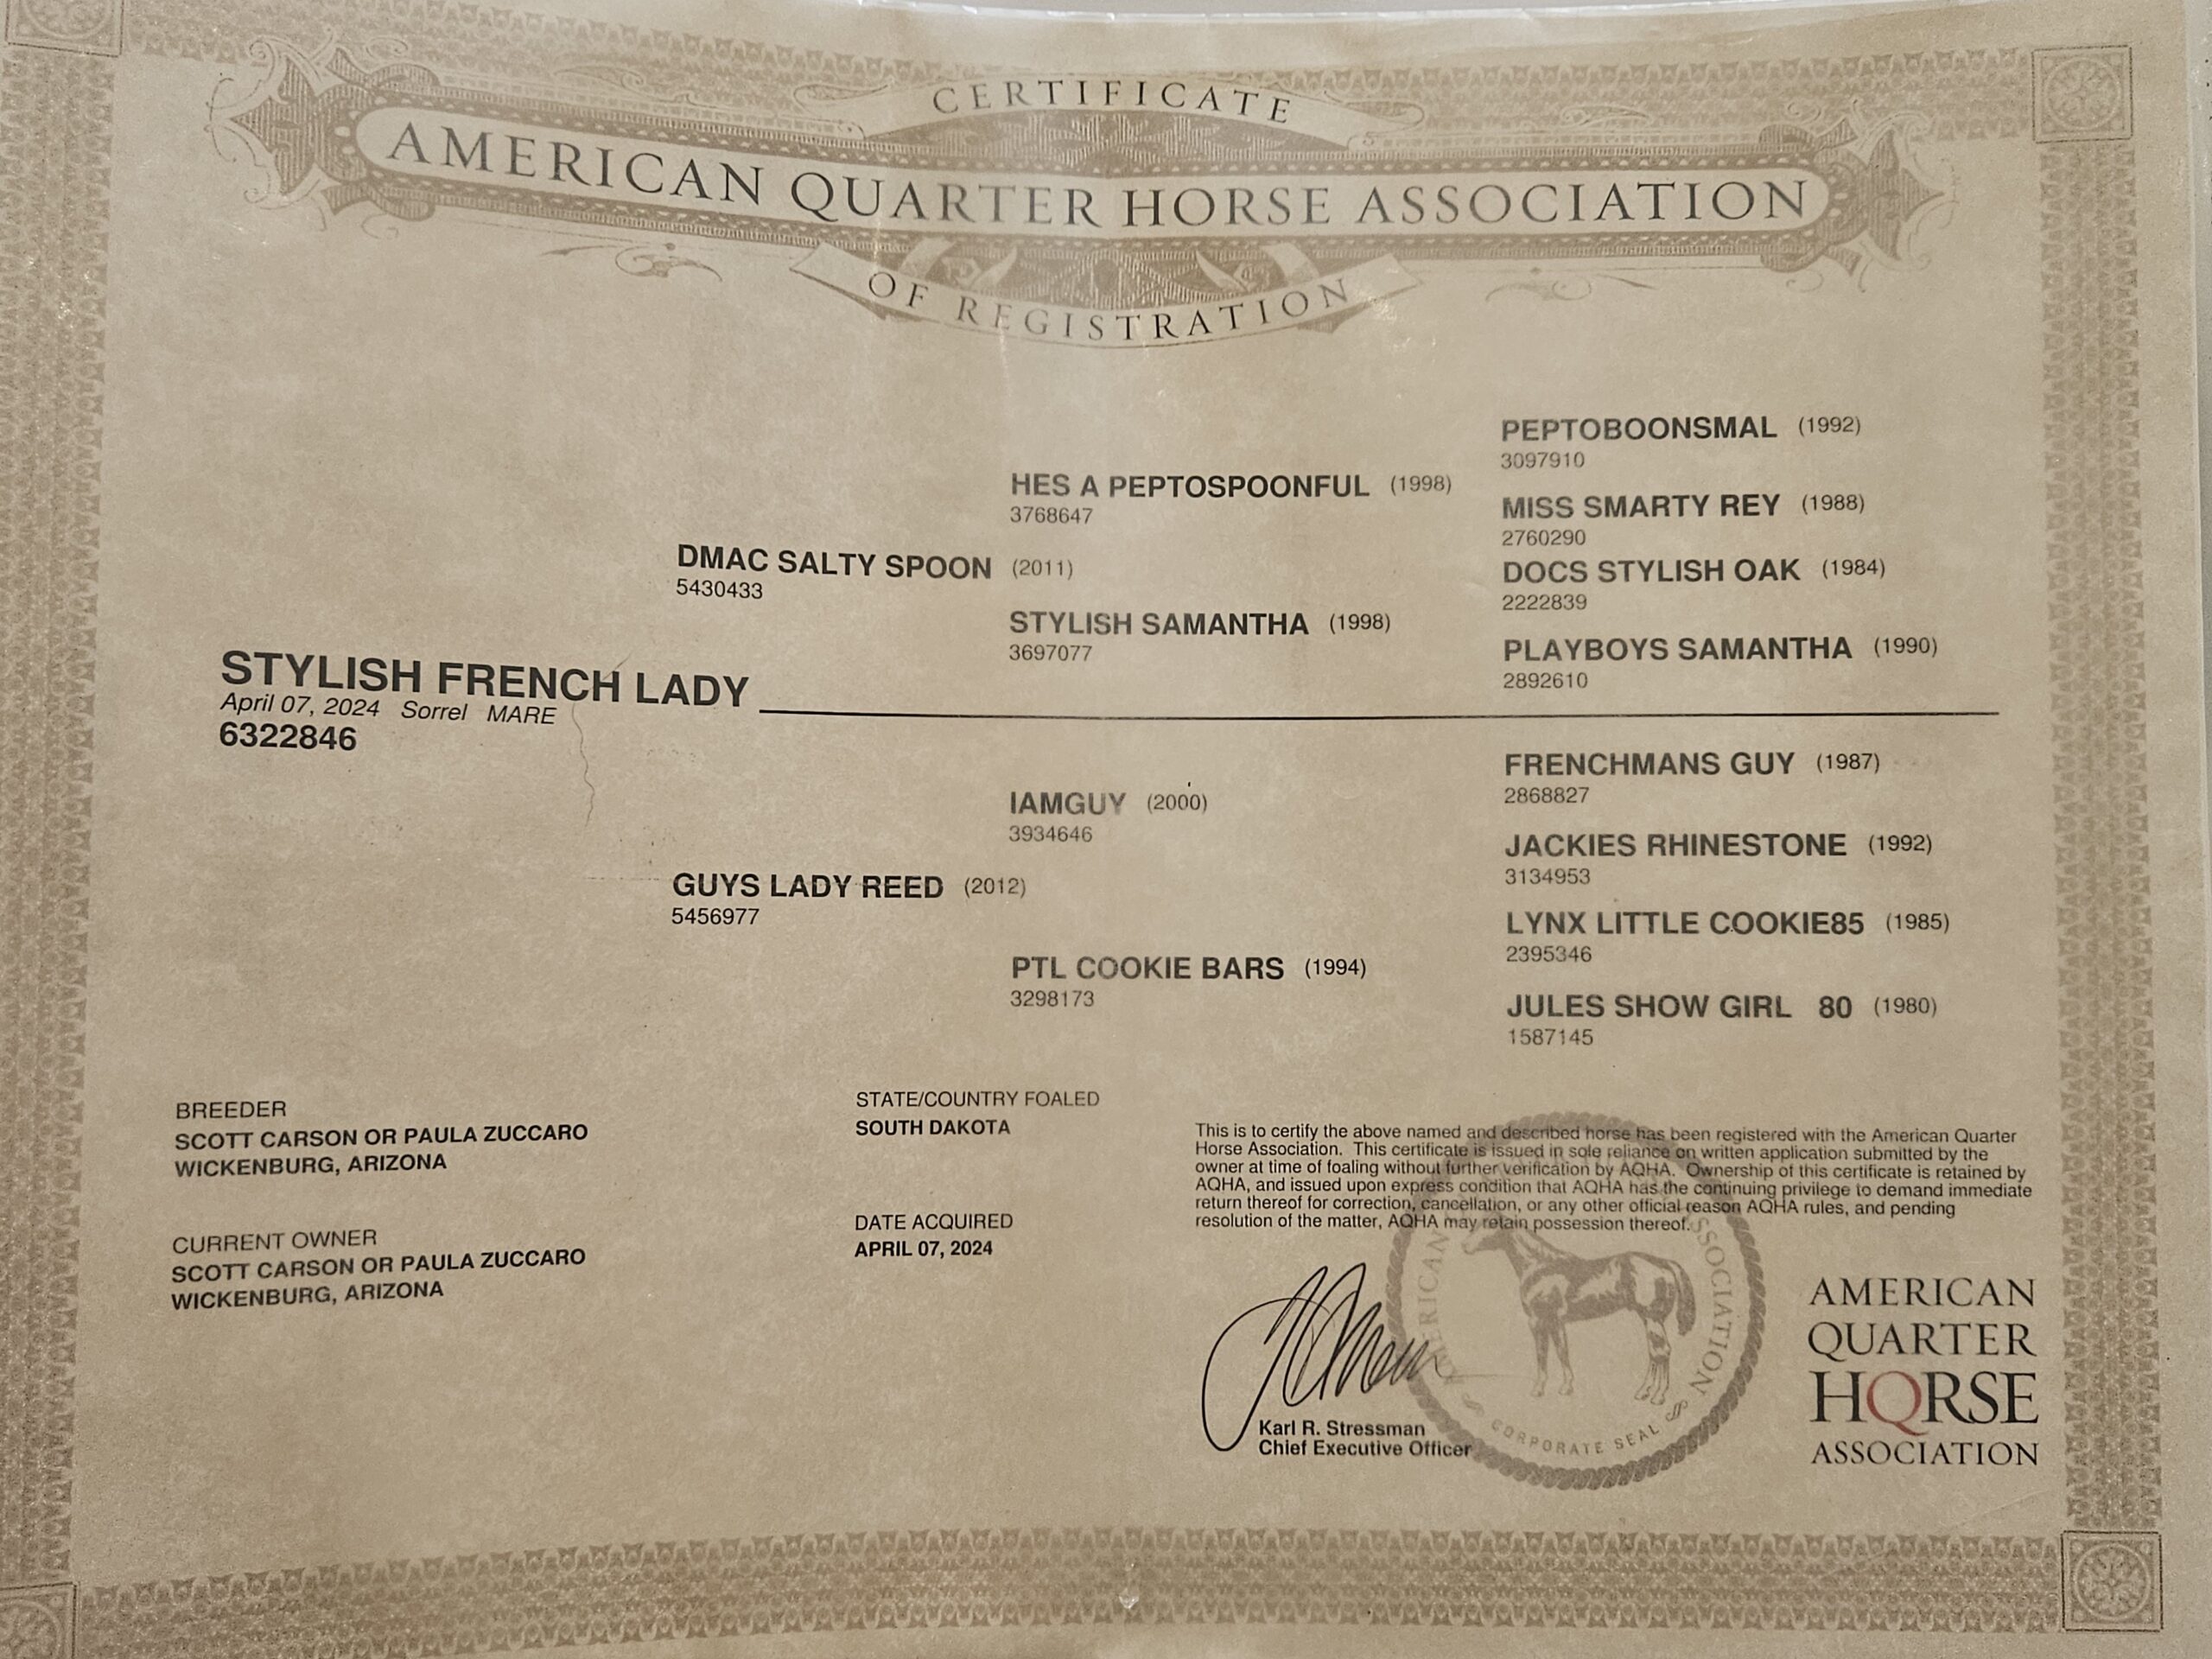 CERTIFICATE
AMERICAN QUARTER HORSE ASSOCIATION
OF REGISTRATION
PEPTOBOONSMAL (1992)
3097910
HES A PEPTOSPOONFUL (1998)
3768647
MISS SMARTY REY (1988)
2760290
DMAC SALTY SPOON (2011)
5430433
DOCS STYLISH OAK (1984)
2222839
STYLISH SAMANTHA (1998)
3697077
PLAYBOYS SAMANTHA (1990)
2892610
STYLISH FRENCH LADY
April 07, 2024 Sorrel MARE
6322846
FRENCHMANS GUY (1987)
2868827
IAMGUY (2000)
3934646
JACKIES RHINESTONE (1992)
3134953
GUYS LADY REED (2012)
5456977
LYNX LITTLE COOKIE85 (1985)
2395346
PTL COOKIE BARS (1994)
3298173
JULES SHOW GIRL 80 (1980)
1587145
BREEDER
SCOTT CARSON OR PAULA ZUCCARO
WICKENBURG, ARIZONA
STATE/COUNTRY FOALED
SOUTH DAKOTA
CURRENT OWNER
SCOTT CARSON OR PAULA ZUCCARO
WICKENBURG, ARIZONA
DATE ACQUIRED
APRIL 07, 2024
This is to certify the above named and described horse has been registered with the American Quarter
Horse Association. This certificate is issued in sole reliance on written application submitted by the
owner at time of foaling without further verification by AQHA. Ownership of this certificate is retained by
AQHA, and issued upon express condition that AQHA has the continuing privilege to demand immediate
return thereof for correction, cancellation, or any other official reason AQHA rules, and pending
resolution of the matter, AQHA may retain possession thereof.
Karl R. Stressman
Chief Executive Officer
ASSOCIATION
CORPORATE SEAL
AMERICAN
QUARTER
HORSE
ASSOCIATION